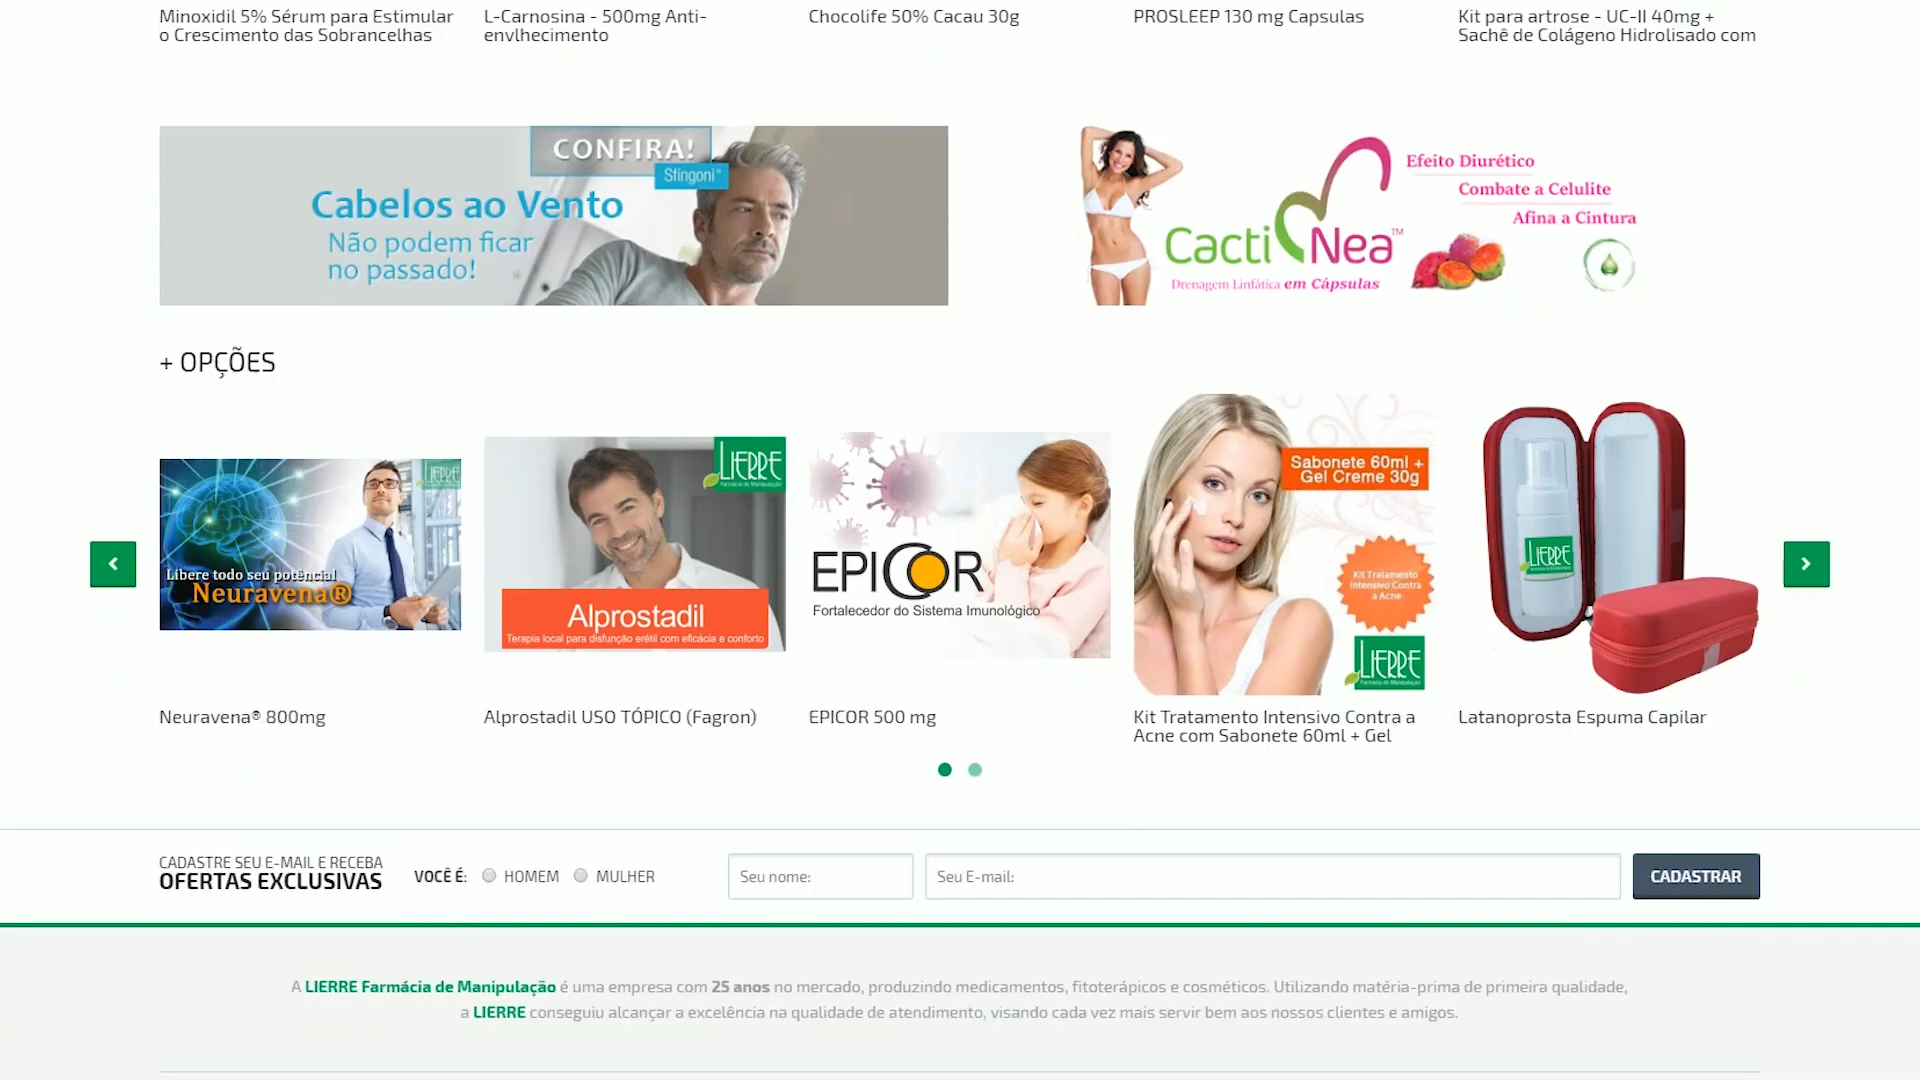 Minoxidil 5% Sérum para Estimular
o Crescimento das Sobrancelhas
L-Carnosina - 500mg Anti-
envlhecimento
Chocolife 50% Cacau 30g
PROSLEEP 130 mg Capsulas
Kit para artrose - UC-II 40mg +
Sachê de Colágeno Hidrolisado com
CONFIRA!
Sfingoni®
Cabelos ao Vento
Não podem ficar
no passado!
Efeito Diurético
Combate a Celulite
Afina a Cintura
CactiNea™
Drenagem Linfática em Cápsulas
+ OPÇÕES
LIERRE
Libere todo seu potencial
Neuravena®
LIERRE
Farmácia de Manipulação
Alprostadil
Terapia local para disfunção erétil com eficácia e conforto
EPICOR
Fortalecedor do Sistema Imunológico
Sabonete 60ml +
Gel Creme 30g
Kit Tratamento
Intensivo Contra
a Acne
LIERRE
Farmácia de Manipulação
LIERRE
Neuravena® 800mg
Alprostadil USO TÓPICO (Fagron)
EPICOR 500 mg
Kit Tratamento Intensivo Contra a
Acne com Sabonete 60ml + Gel
Latanoprosta Espuma Capilar
CADASTRE SEU E-MAIL E RECEBA
OFERTAS EXCLUSIVAS
VOCÊ É: HOMEM MULHER
Seu nome:
Seu E-mail:
CADASTRAR
A LIERRE Farmácia de Manipulação é uma empresa com 25 anos no mercado, produzindo medicamentos, fitoterápicos e cosméticos. Utilizando matéria-prima de primeira qualidade,
a LIERRE conseguiu alcançar a excelência na qualidade de atendimento, visando cada vez mais servir bem aos nossos clientes e amigos.